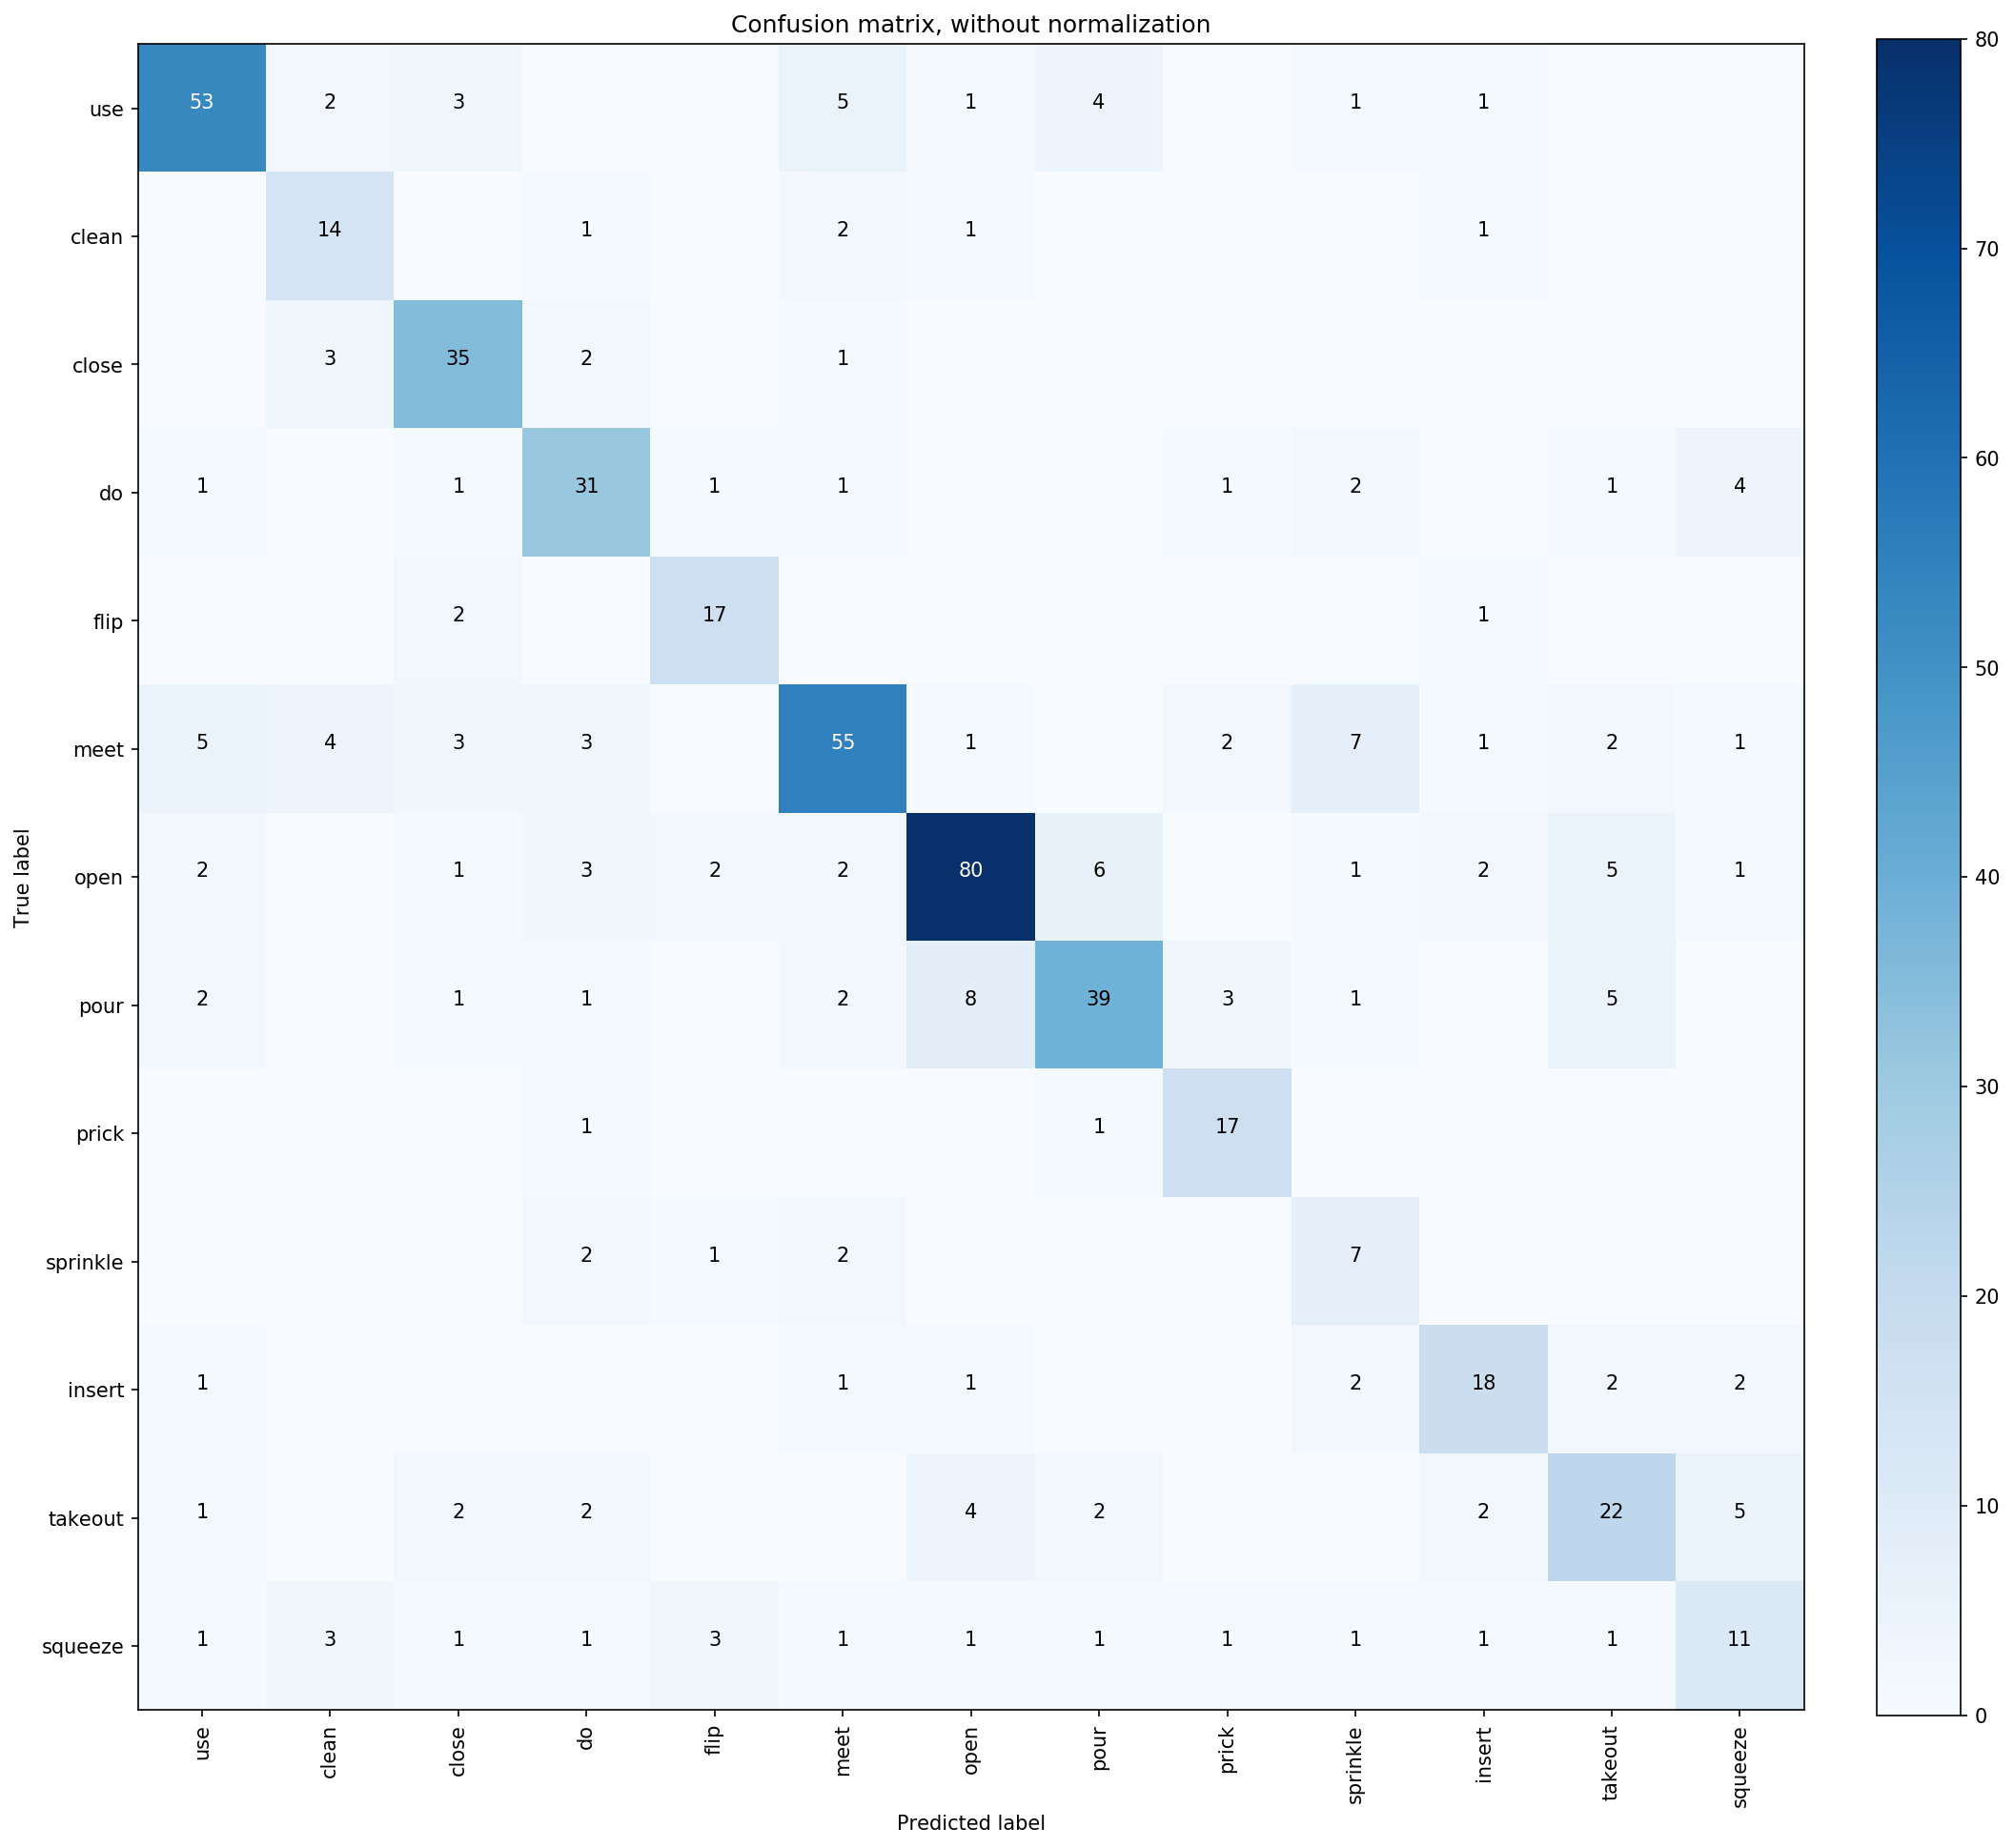 Confusion matrix, without normalization
use 53 2 3 5 1 4 1 1
clean 14 1 2 1 1
close 3 35 2 1
do 1 1 31 1 1 1 2 1 4
flip 2 17 1
meet 5 4 3 3 55 1 2 7 1 2 1
open 2 1 3 2 2 80 6 1 2 5 1
pour 2 1 1 2 8 39 3 1 5
prick 1 1 17
sprinkle 2 1 2 7
insert 1 1 1 2 18 2 2
takeout 1 2 2 4 2 2 22 5
squeeze 1 3 1 1 3 1 1 1 1 1 1 1 11
True label
use clean close do flip meet open pour prick sprinkle insert takeout squeeze
Predicted label
80
70
60
50
40
30
20
10
0